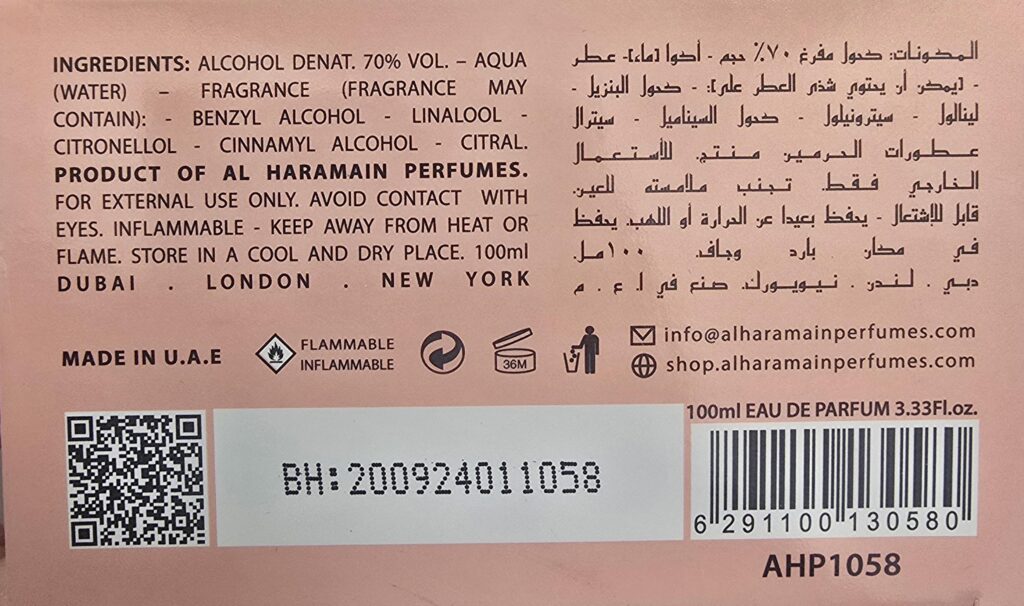 INGREDIENTS: ALCOHOL DENAT. 70% VOL. – AQUA
(WATER) – FRAGRANCE (FRAGRANCE MAY
CONTAIN): - BENZYL ALCOHOL - LINALOOL -
CITRONELLOL - CINNAMYL ALCOHOL - CITRAL.
PRODUCT OF AL HARAMAIN PERFUMES.
FOR EXTERNAL USE ONLY. AVOID CONTACT WITH
EYES. INFLAMMABLE - KEEP AWAY FROM HEAT OR
FLAME. STORE IN A COOL AND DRY PLACE. 100ml
DUBAI . LONDON . NEW YORK
المكونات: كحول مفرغ ٧٠٪ حجم - أكوا [ماء]- عطر
[يمكن أن يحتوي شذى العطر على]: - كحول البنزيل -
لينالول - سيترونيلول - كحول السيناميل - سيترال
عطورات الحرمين منتج. للأستعمال
الخارجي فقط. تجنب ملامسته للعين.
قابل للإشتعال - يحفظ بعيدا عن الحرارة أو اللهب. يحفظ
في مكان بارد وجاف. ١٠٠مل.
دبي . لندن . نيويورك. صنع في ا . ع . م
MADE IN U.A.E
FLAMMABLE
INFLAMMABLE
36M
info@alharamainperfumes.com
shop.alharamainperfumes.com
100ml EAU DE PARFUM 3.33Fl.oz.
BH:200924011058
6 291100 130580
AHP1058